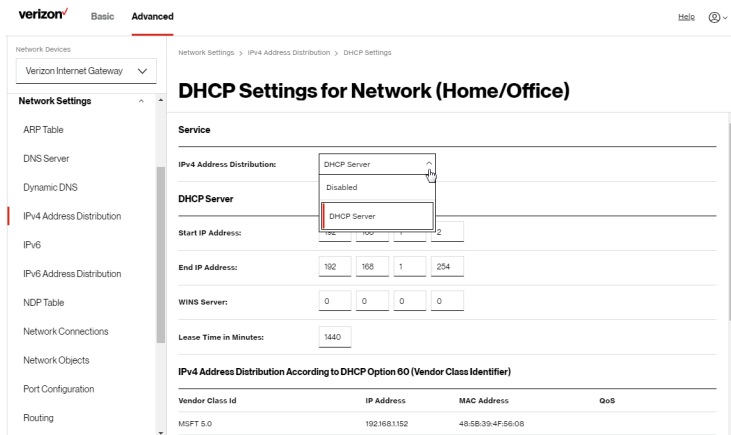 verizon✓ Basic Advanced Help
Network Devices
Verizon Internet Gateway
Network Settings
ARP Table
DNS Server
Dynamic DNS
IPv4 Address Distribution
IPv6
IPv6 Address Distribution
NDP Table
Network Connections
Network Objects
Port Configuration
Routing
Network Settings > IPv4 Address Distribution > DHCP Settings
DHCP Settings for Network (Home/Office)
Service
IPv4 Address Distribution: DHCP Server
Disabled
DHCP Server
DHCP Server
Start IP Address: 192 168 1 2
End IP Address: 192 168 1 254
WINS Server: 0 0 0 0
Lease Time in Minutes: 1440
IPv4 Address Distribution According to DHCP Option 60 (Vendor Class Identifier)
Vendor Class Id IP Address MAC Address QoS
MSFT 5.0 192.168.1.152 48:5B:39:4F:56:08